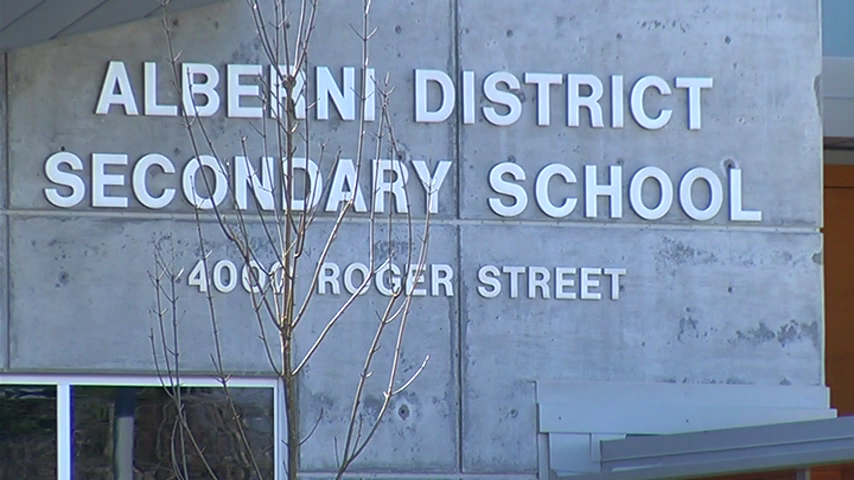 ALBERNI DISTRICT
SECONDARY SCHOOL
4000 ROGER STREET